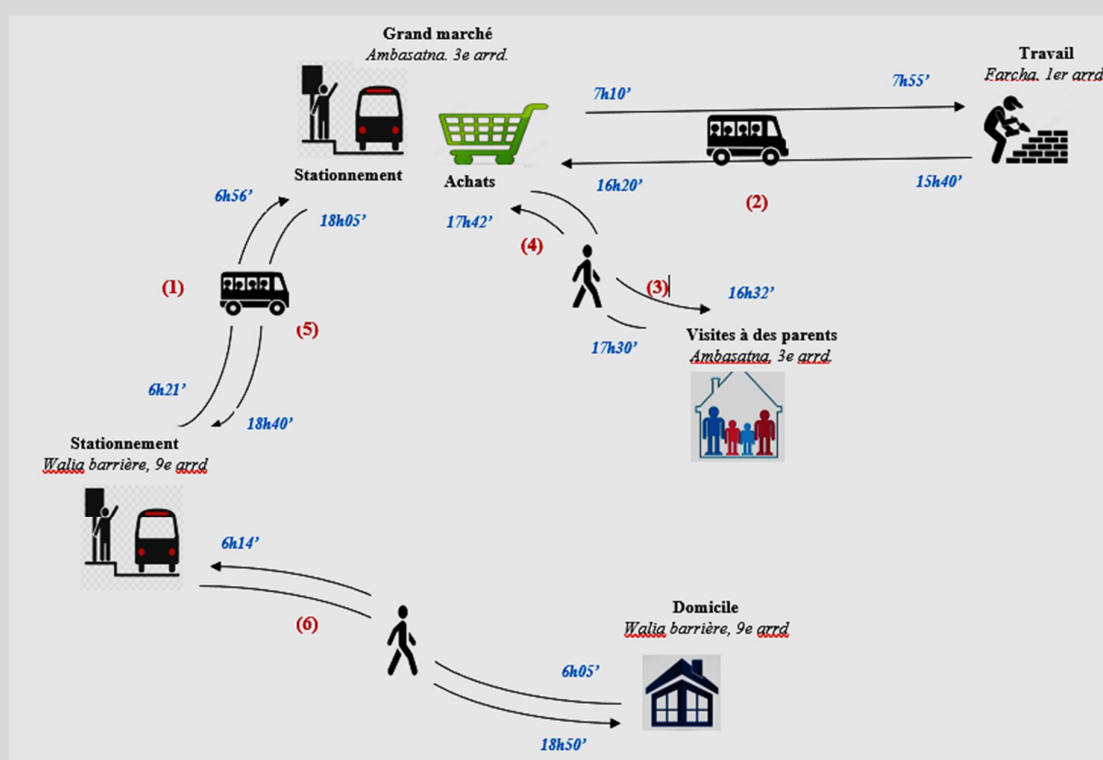 Grand marché
Ambasatna. 3e arrd.
Travail
Farcha, 1er arrd
7h10’
7h55’
Stationnement
Achats
16h20’
15h40’
(2)
6h56’
18h05’
17h42’
(4)
(1)
(3)
16h32’
(5)
17h30’
Visites à des parents
Ambasatna, 3e arrd.
6h21’
18h40’
Stationnement
Walia barrière, 9e arrd
6h14’
(6)
Domicile
Walia barrière, 9e arrd
6h05’
18h50’